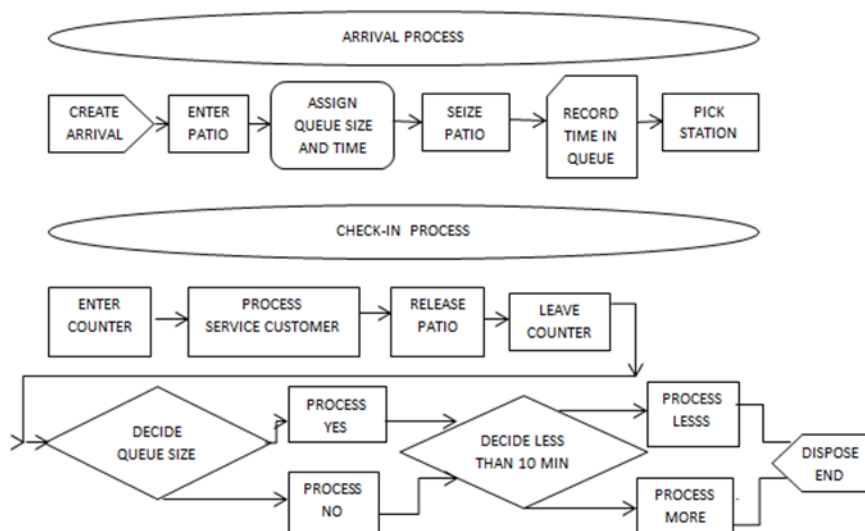 ARRIVAL PROCESS
CREATE
ARRIVAL
ENTER
PATIO
ASSIGN
QUEUE SIZE
AND TIME
SEIZE
PATIO
RECORD
TIME IN
QUEUE
PICK
STATION
CHECK-IN PROCESS
ENTER
COUNTER
PROCESS
SERVICE CUSTOMER
RELEASE
PATIO
LEAVE
COUNTER
DECIDE
QUEUE SIZE
PROCESS
YES
PROCESS
NO
DECIDE LESS
THAN 10 MIN
PROCESS
LESSS
PROCESS
MORE
DISPOSE
END